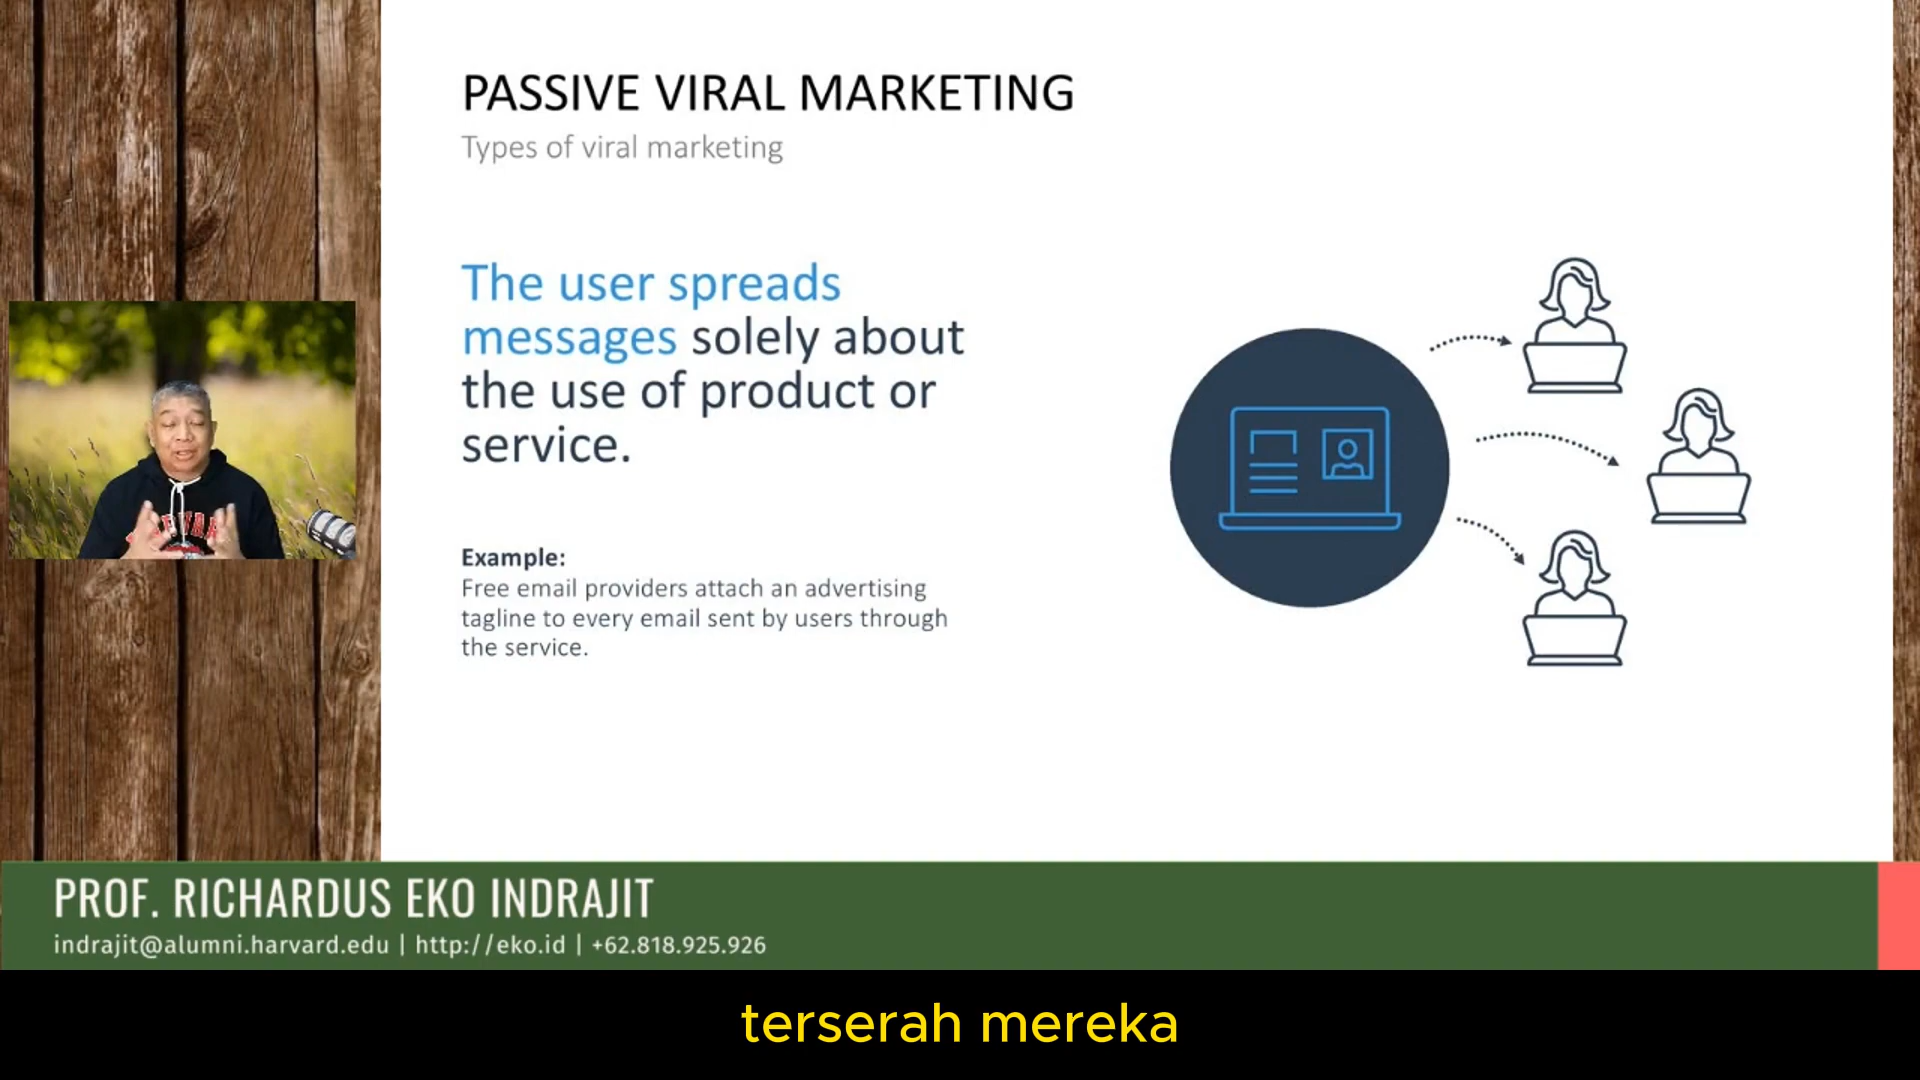 PASSIVE VIRAL MARKETING
Types of viral marketing
The user spreads
messages solely about
the use of product or
service.
Example:
Free email providers attach an advertising
tagline to every email sent by users through
the service.
PROF. RICHARDUS EKO INDRAJIT
indrajit@alumni.harvard.edu | http://eko.id | +62.818.925.926
terserah mereka